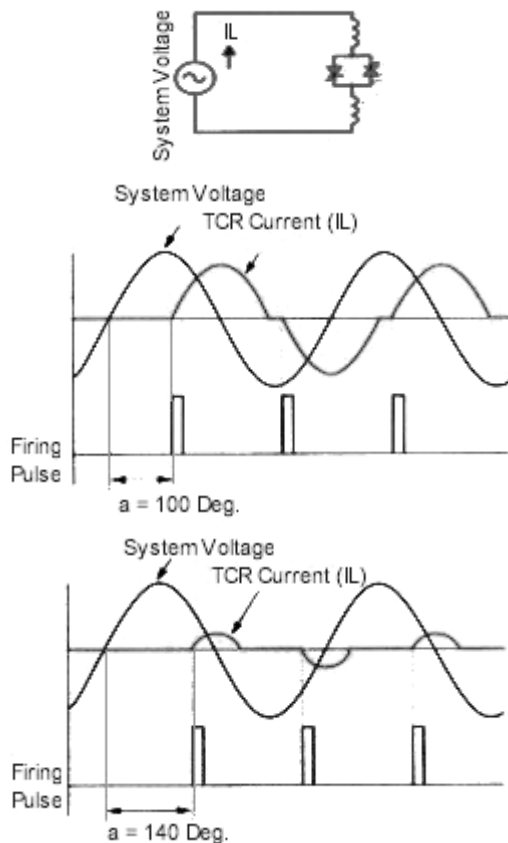 System Voltage
IL
System Voltage
TCR Current (IL)
Firing
Pulse
a = 100 Deg.
System Voltage
TCR Current (IL)
Firing
Pulse
a = 140 Deg.